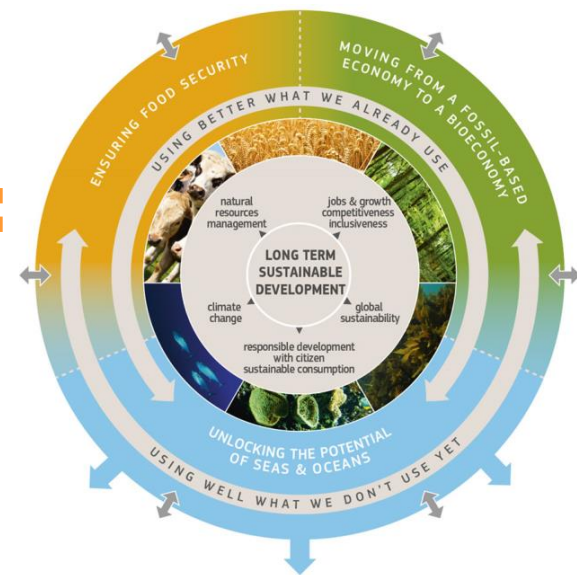 ENSURING FOOD SECURITY
MOVING FROM A FOSSIL-BASED
ECONOMY TO A BIOECONOMY
USING BETTER WHAT WE ALREADY USE
natural
resources
management
jobs & growth
competitiveness
inclusiveness
LONG TERM
SUSTAINABLE
DEVELOPMENT
climate
change
global
sustainability
responsible development
with citizen
sustainable consumption
UNLOCKING THE POTENTIAL
OF SEAS & OCEANS
USING WELL WHAT WE DON'T USE YET